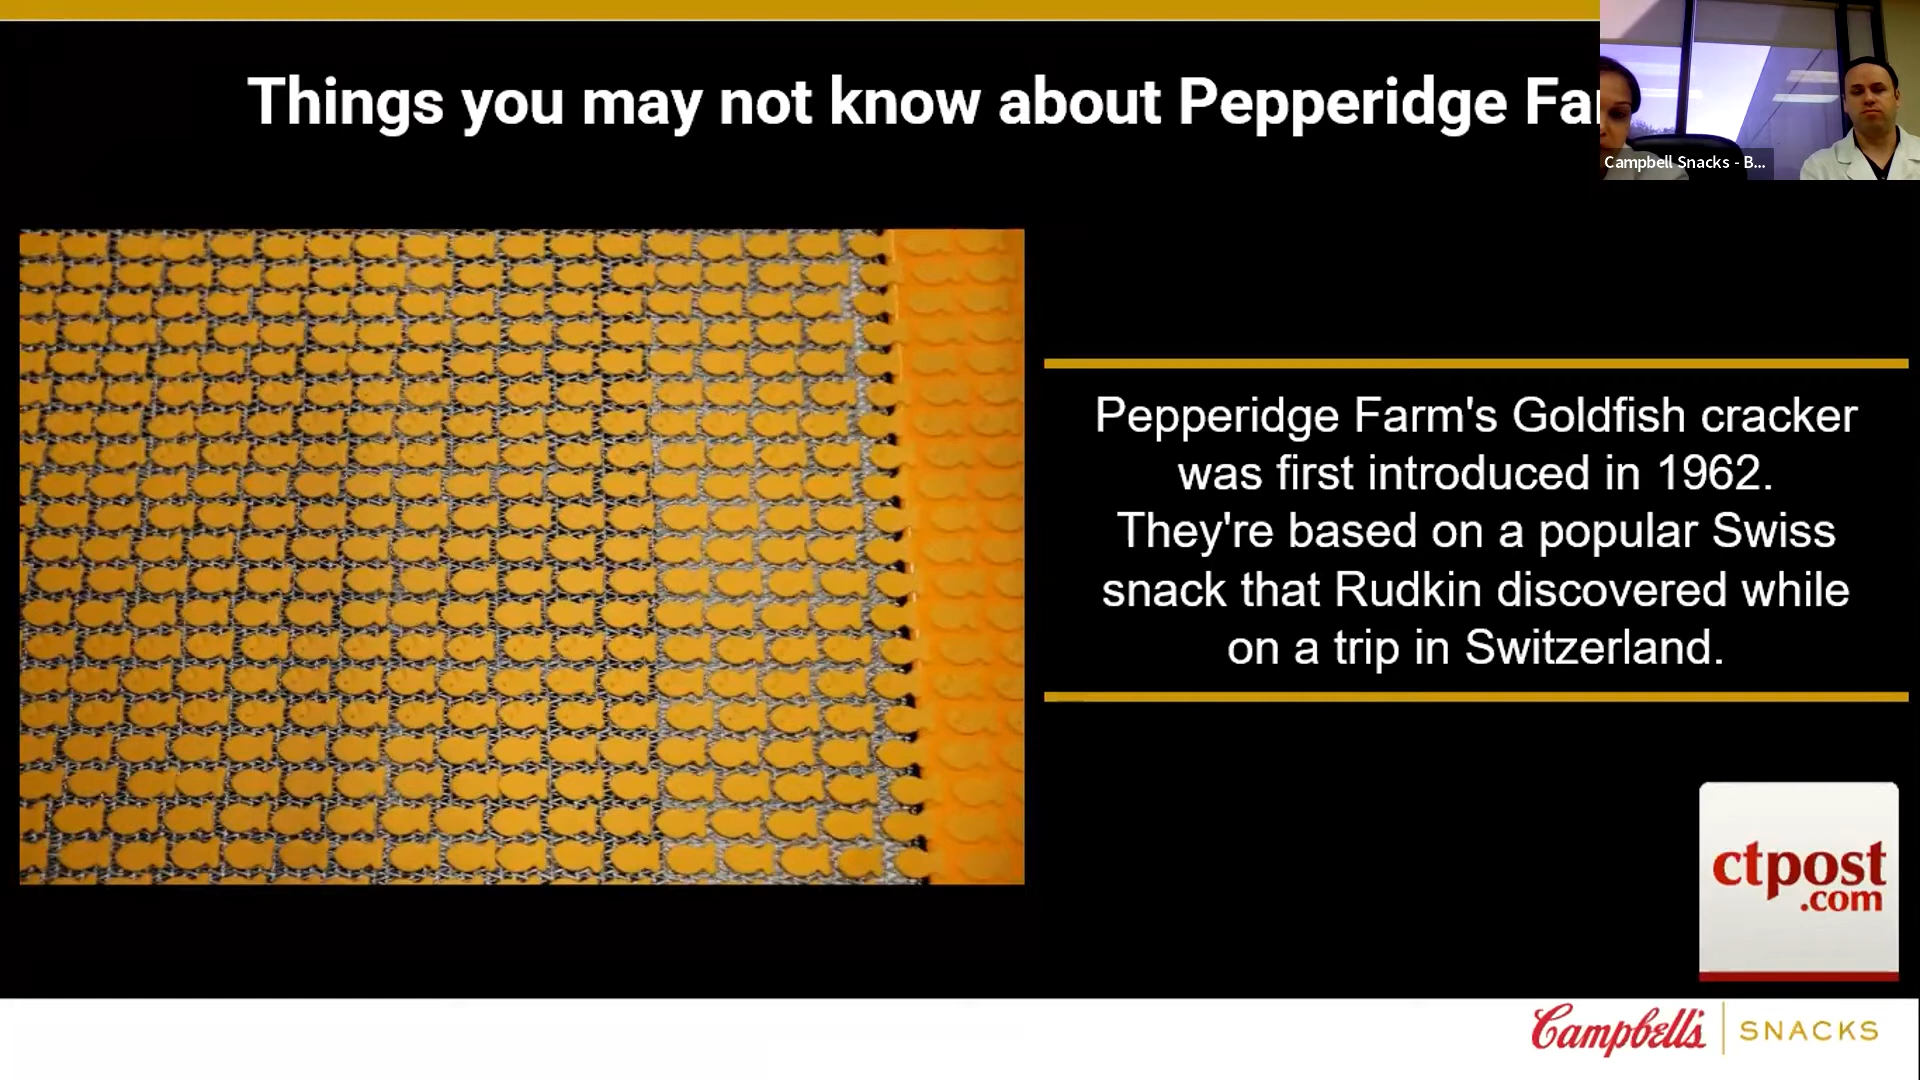 Things you may not know about Pepperidge Fa
Campbell Snacks - B...
Pepperidge Farm's Goldfish cracker
was first introduced in 1962.
They're based on a popular Swiss
snack that Rudkin discovered while
on a trip in Switzerland.
ctpost
.com
Campbell's SNACKS